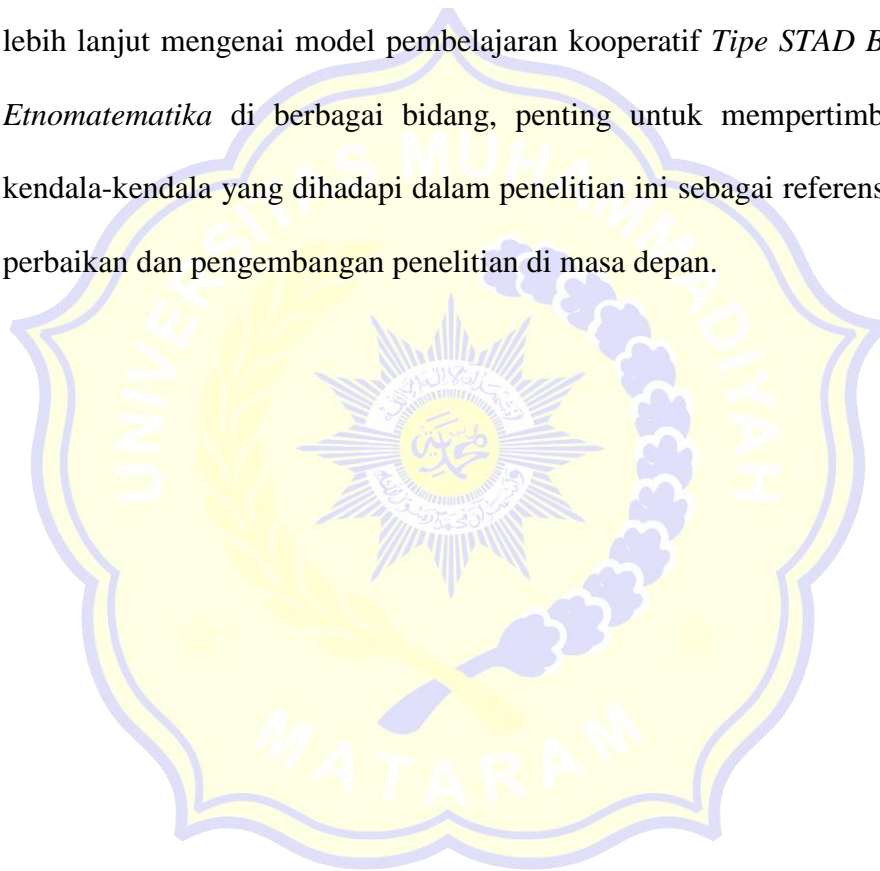 lebih lanjut mengenai model pembelajaran kooperatif Tipe STAD B
Etnomatematika di berbagai bidang, penting untuk mempertimb
kendala-kendala yang dihadapi dalam penelitian ini sebagai referens
perbaikan dan pengembangan penelitian di masa depan.
UNIVERSITAS MUHAMMADIYAH
MATARAM